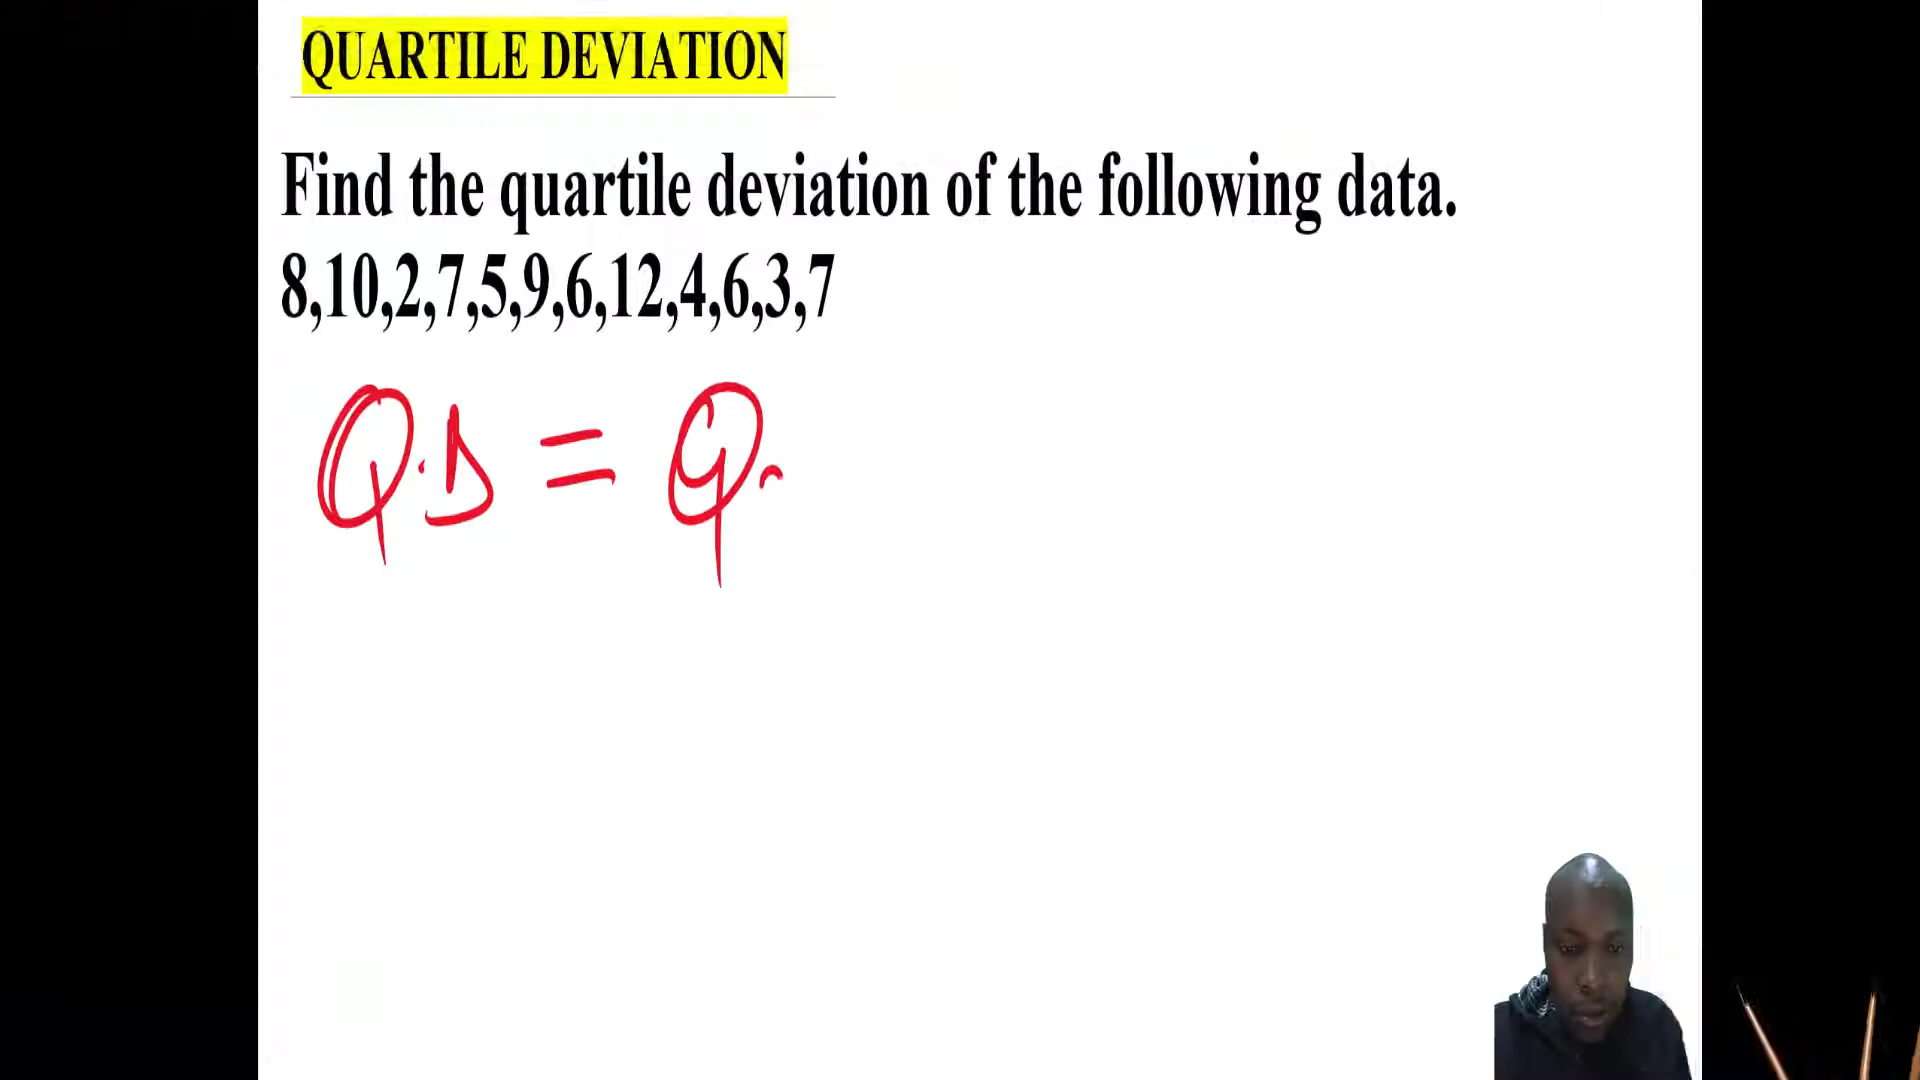 QUARTILE DEVIATION
Find the quartile deviation of the following data.
8,10,2,7,5,9,6,12,4,6,3,7
Q.D = Q